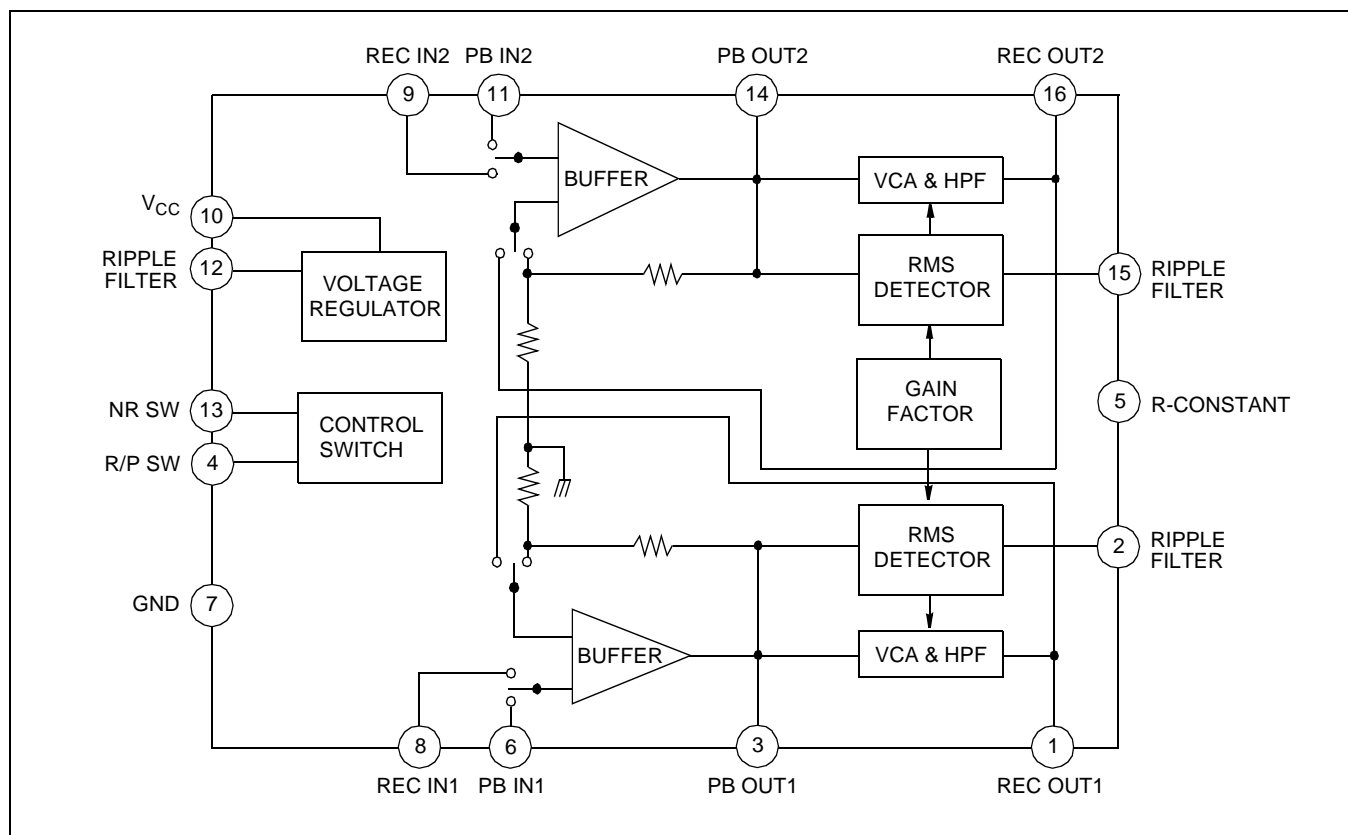 REC IN2
PB IN2
PB OUT2
REC OUT2
9
11
14
16
BUFFER
VCA & HPF
VCC
10
RIPPLE
FILTER
12
VOLTAGE
REGULATOR
RMS
DETECTOR
15
RIPPLE
FILTER
NR SW
13
R/P SW
4
CONTROL
SWITCH
GAIN
FACTOR
5
R-CONSTANT
RMS
DETECTOR
2
RIPPLE
FILTER
GND
7
BUFFER
VCA & HPF
8
6
3
1
REC IN1
PB IN1
PB OUT1
REC OUT1